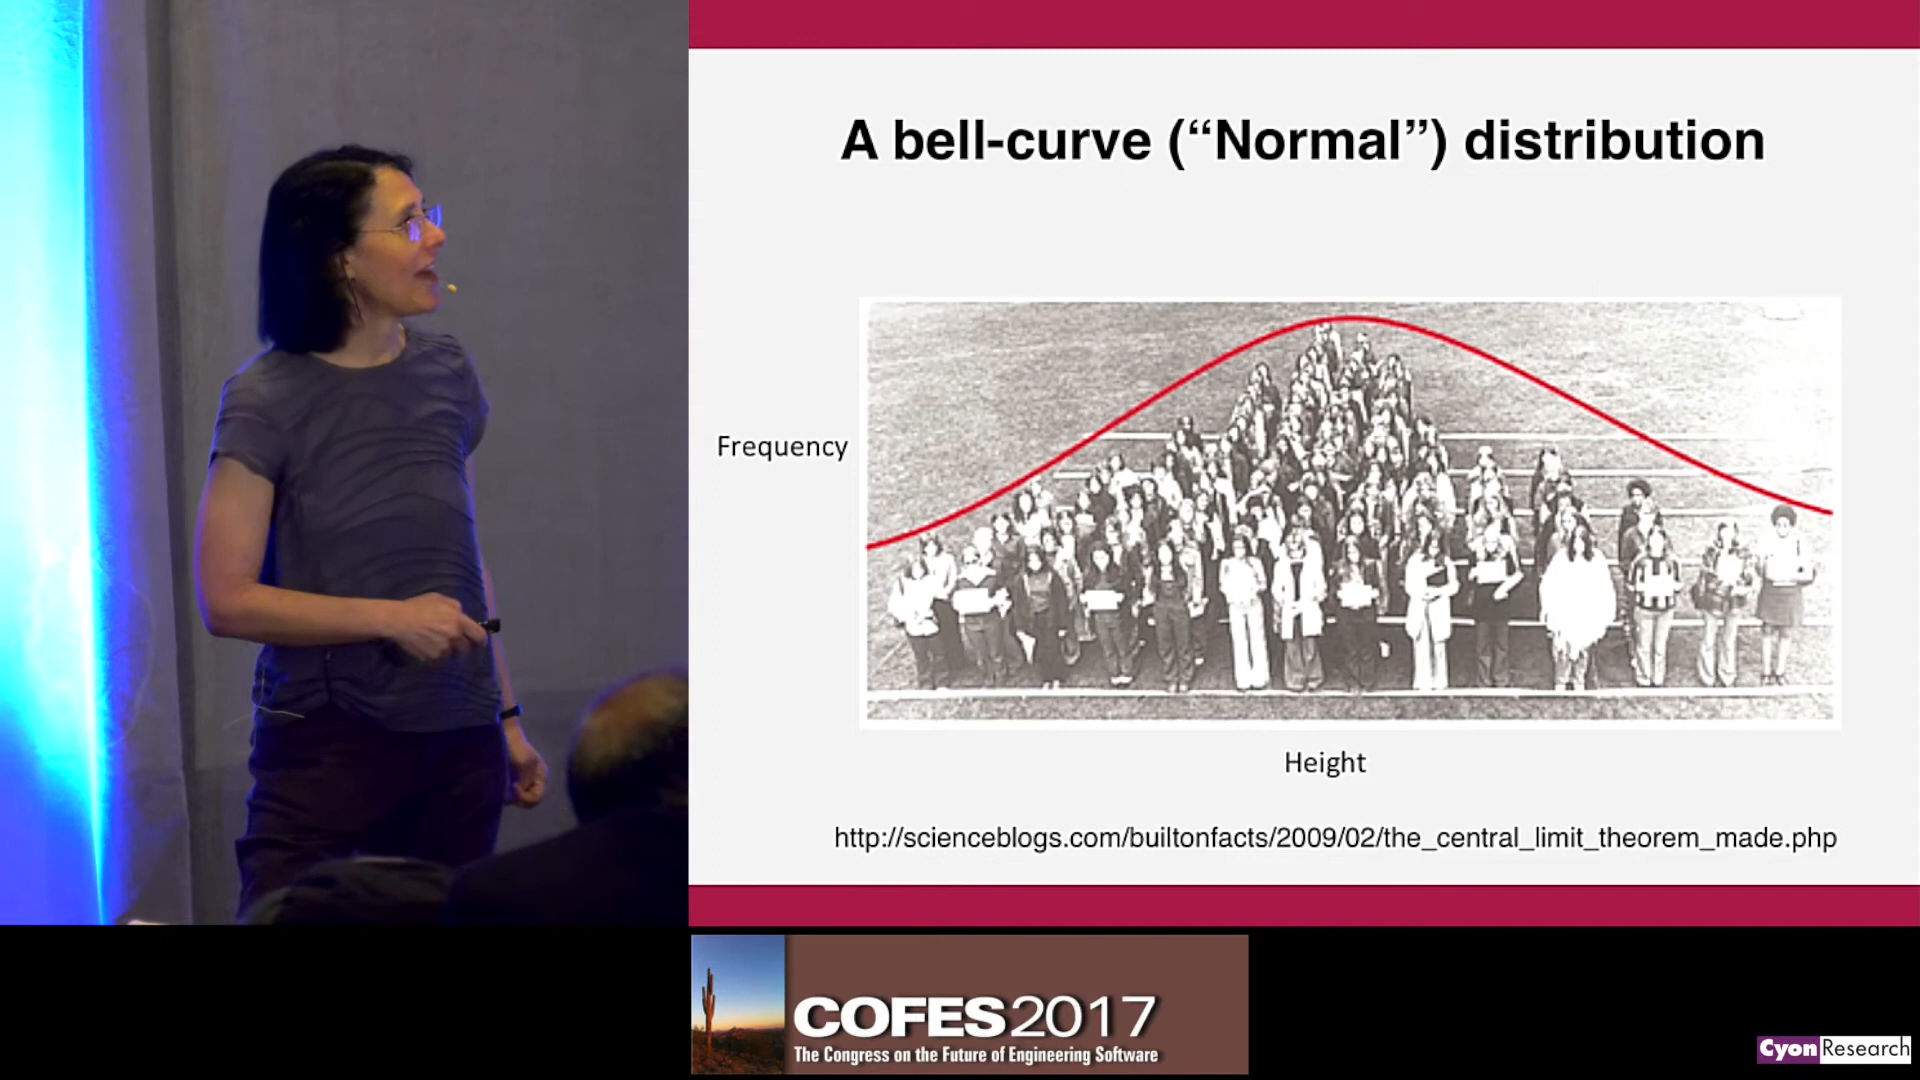 A bell-curve (“Normal”) distribution
Frequency
Height
http://scienceblogs.com/builtonfacts/2009/02/the_central_limit_theorem_made.php
COFES2017
The Congress on the Future of Engineering Software
CyonResearch